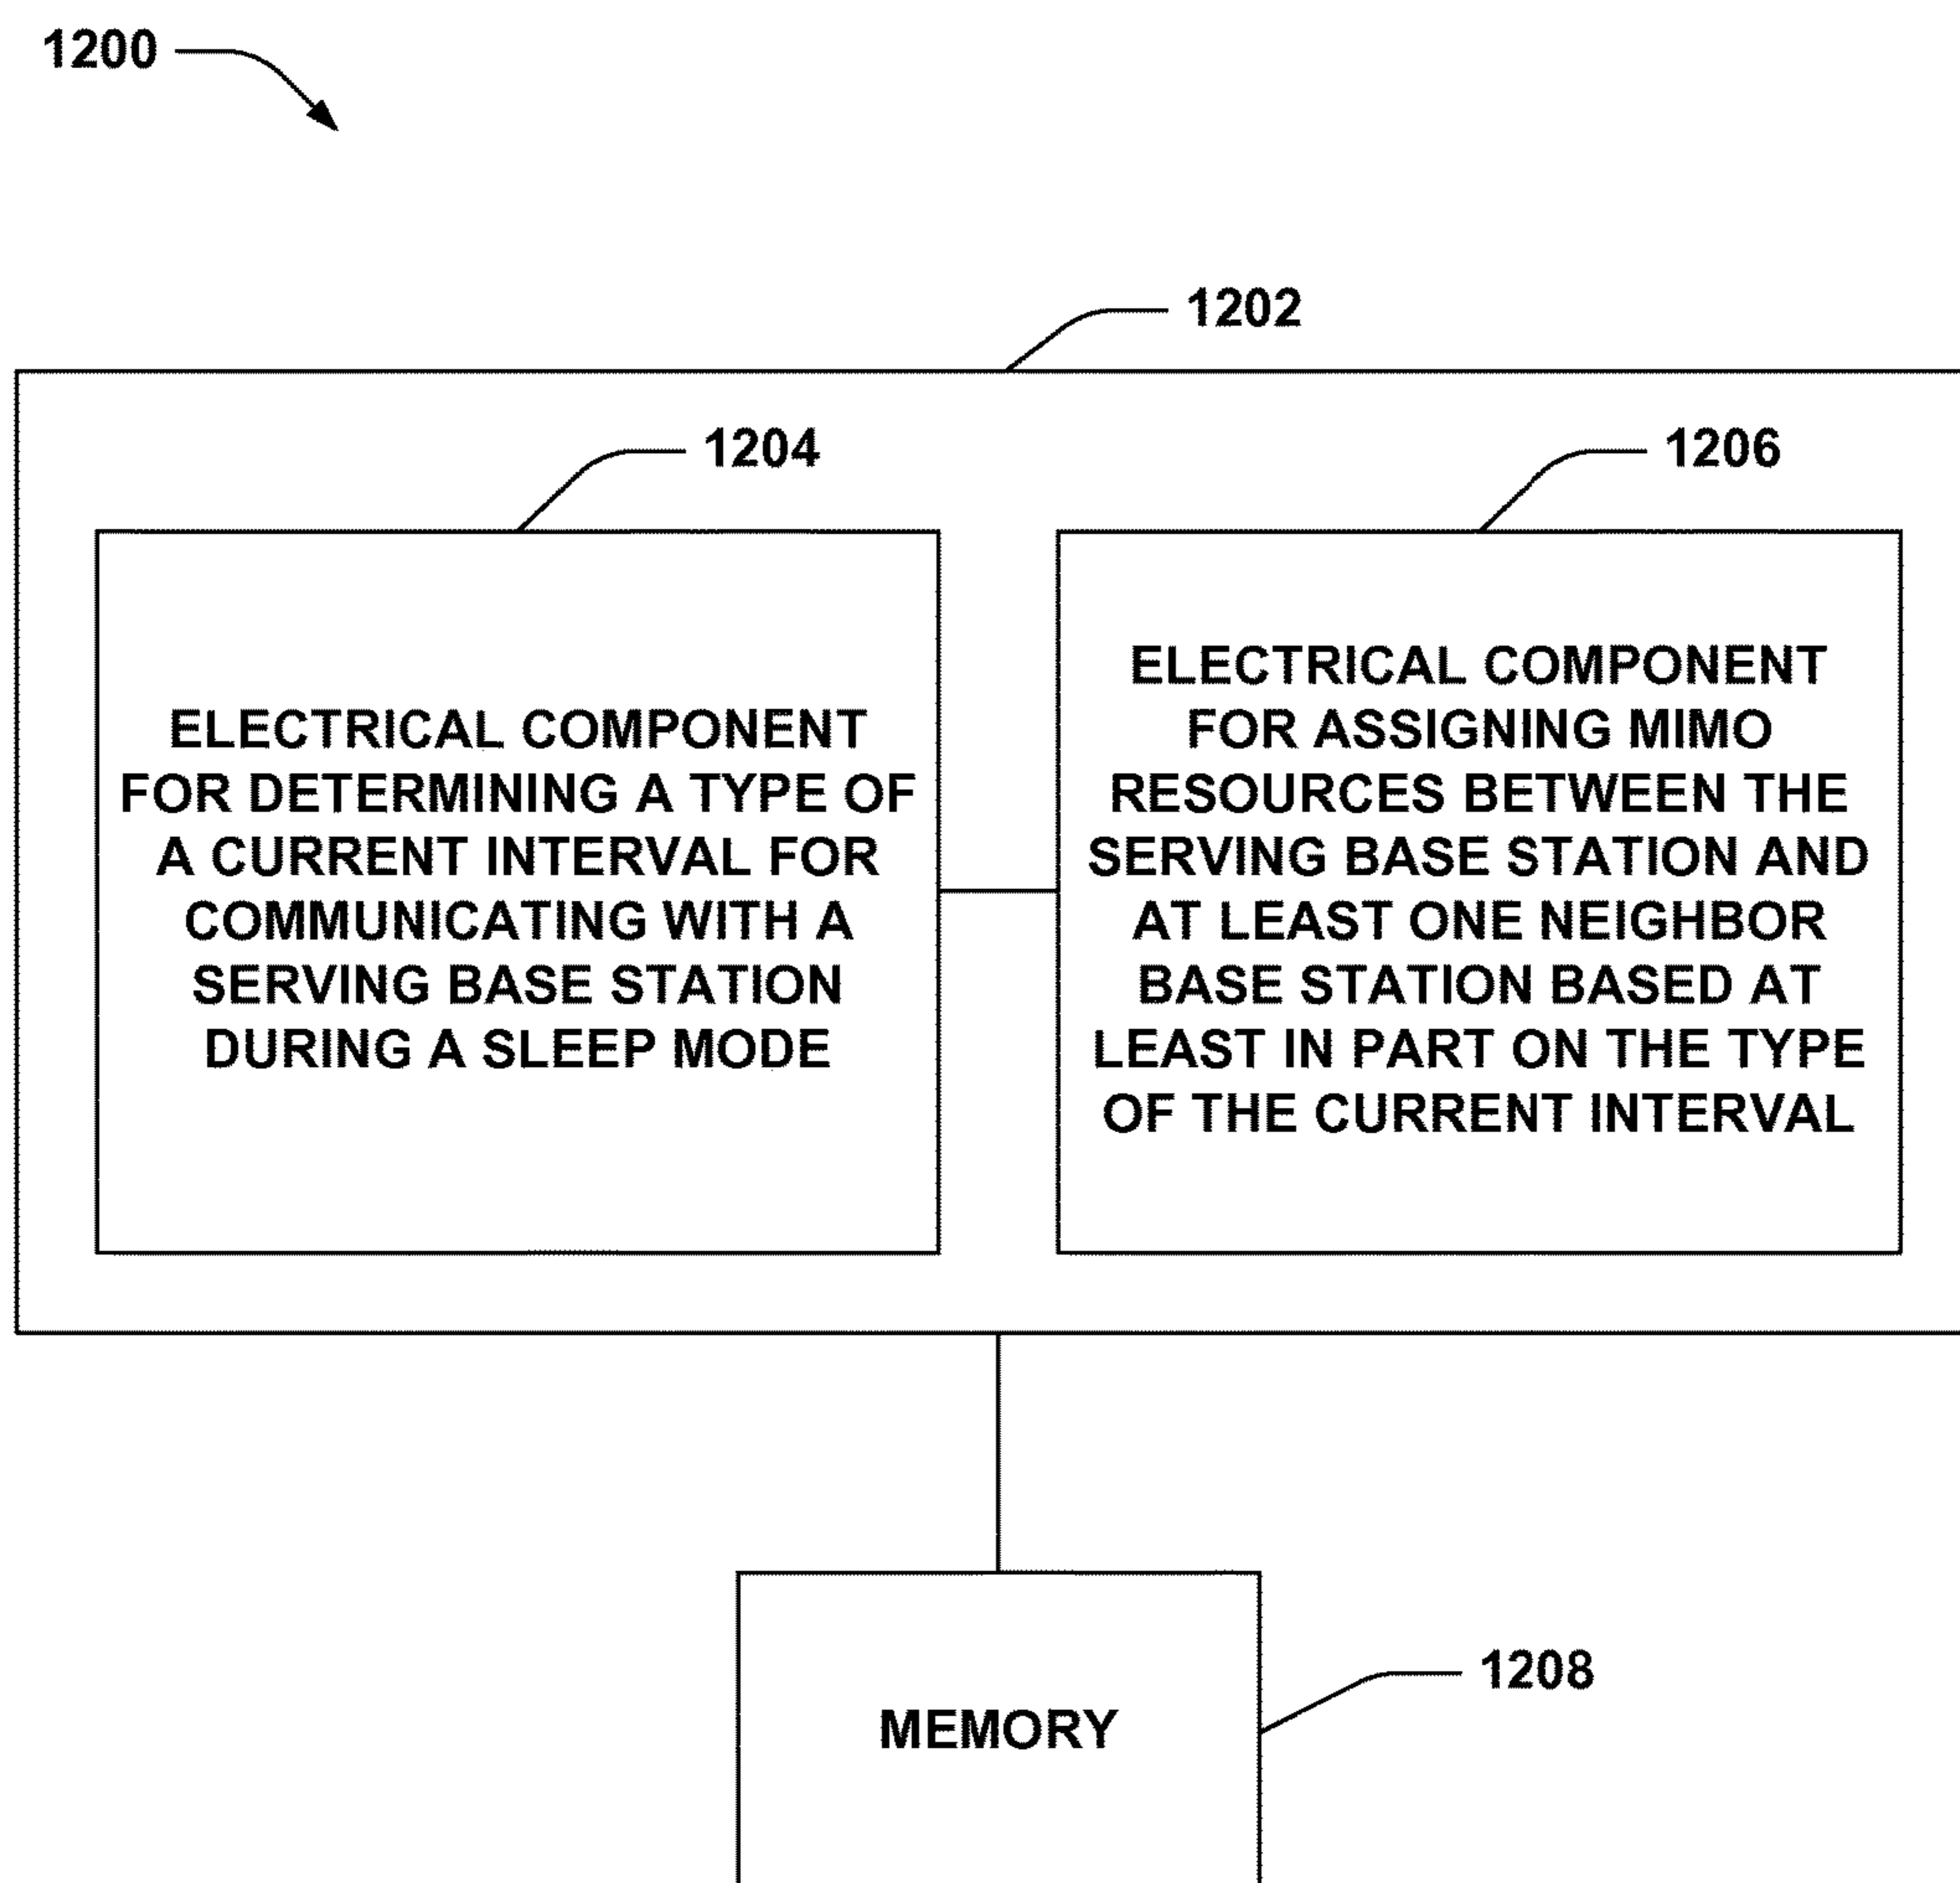 1200
1202
1204
1206
ELECTRICAL COMPONENT
FOR DETERMINING A TYPE OF
A CURRENT INTERVAL FOR
COMMUNICATING WITH A
SERVING BASE STATION
DURING A SLEEP MODE
ELECTRICAL COMPONENT
FOR ASSIGNING MIMO
RESOURCES BETWEEN THE
SERVING BASE STATION AND
AT LEAST ONE NEIGHBOR
BASE STATION BASED AT
LEAST IN PART ON THE TYPE
OF THE CURRENT INTERVAL
1208
MEMORY